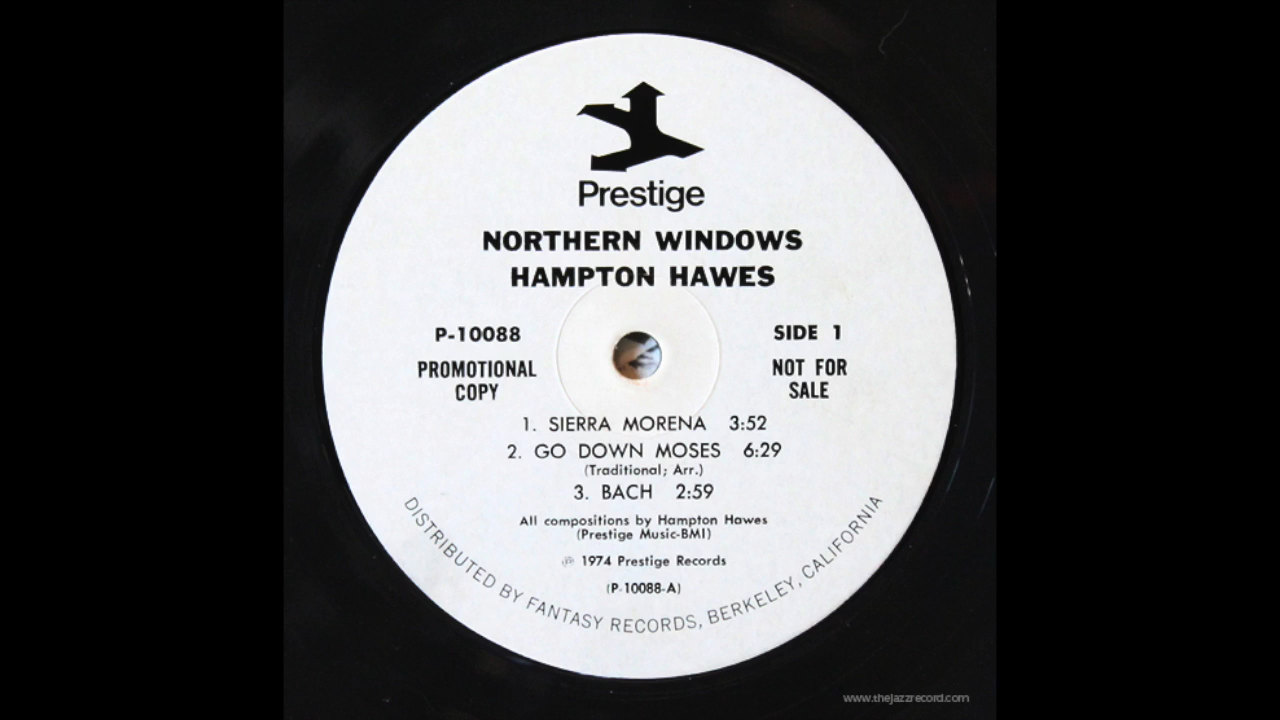 Prestige
NORTHERN WINDOWS
HAMPTON HAWES
P-10088
SIDE 1
PROMOTIONAL
COPY
NOT FOR
SALE
1. SIERRA MORENA 3:52
2. GO DOWN MOSES 6:29
(Traditional; Arr.)
3. BACH 2:59
All compositions by Hampton Hawes
(Prestige Music-BMI)
℗ 1974 Prestige Records
(P-10088-A)
DISTRIBUTED BY FANTASY RECORDS, BERKELEY, CALIFORNIA
www.thejazzrecord.com